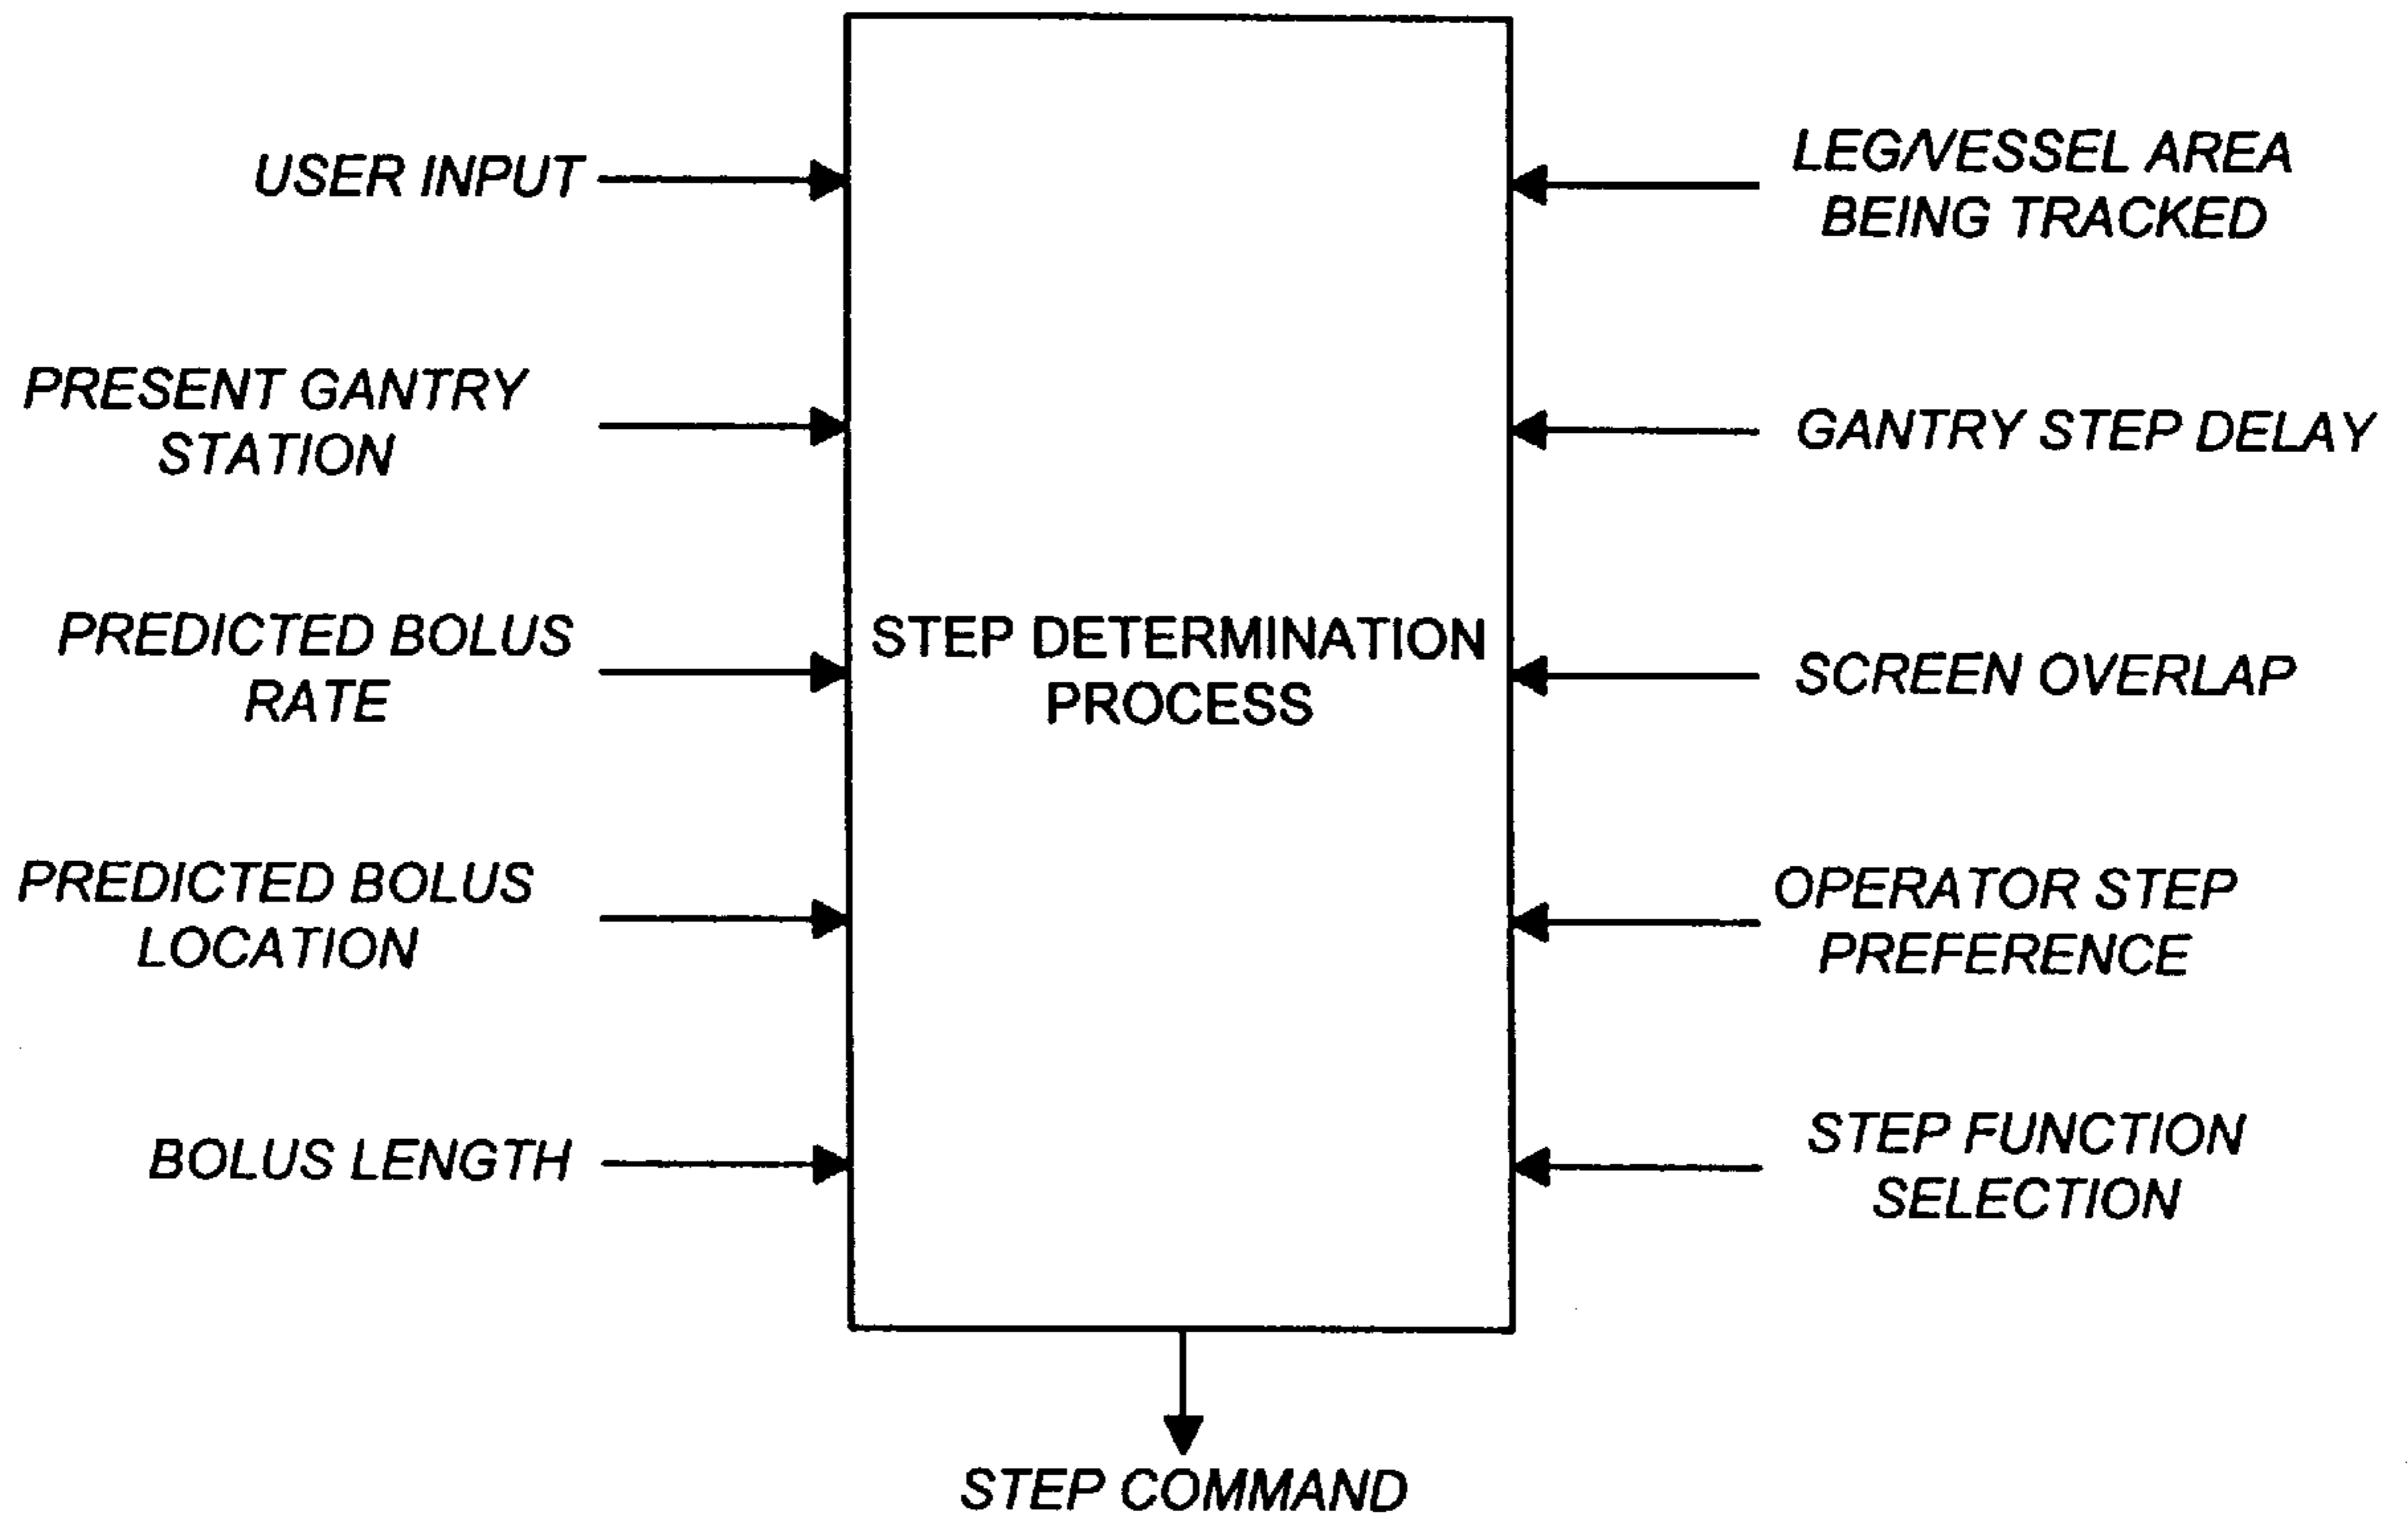 USER INPUT
PRESENT GANTRY
STATION
PREDICTED BOLUS
RATE
PREDICTED BOLUS
LOCATION
BOLUS LENGTH
STEP DETERMINATION
PROCESS
LEG/VESSEL AREA
BEING TRACKED
GANTRY STEP DELAY
SCREEN OVERLAP
OPERATOR STEP
PREFERENCE
STEP FUNCTION
SELECTION
STEP COMMAND